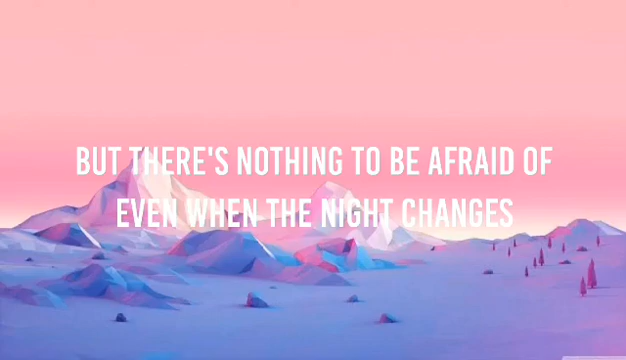 BUT THERE'S NOTHING TO BE AFRAID OF
EVEN WHEN THE NIGHT CHANGES